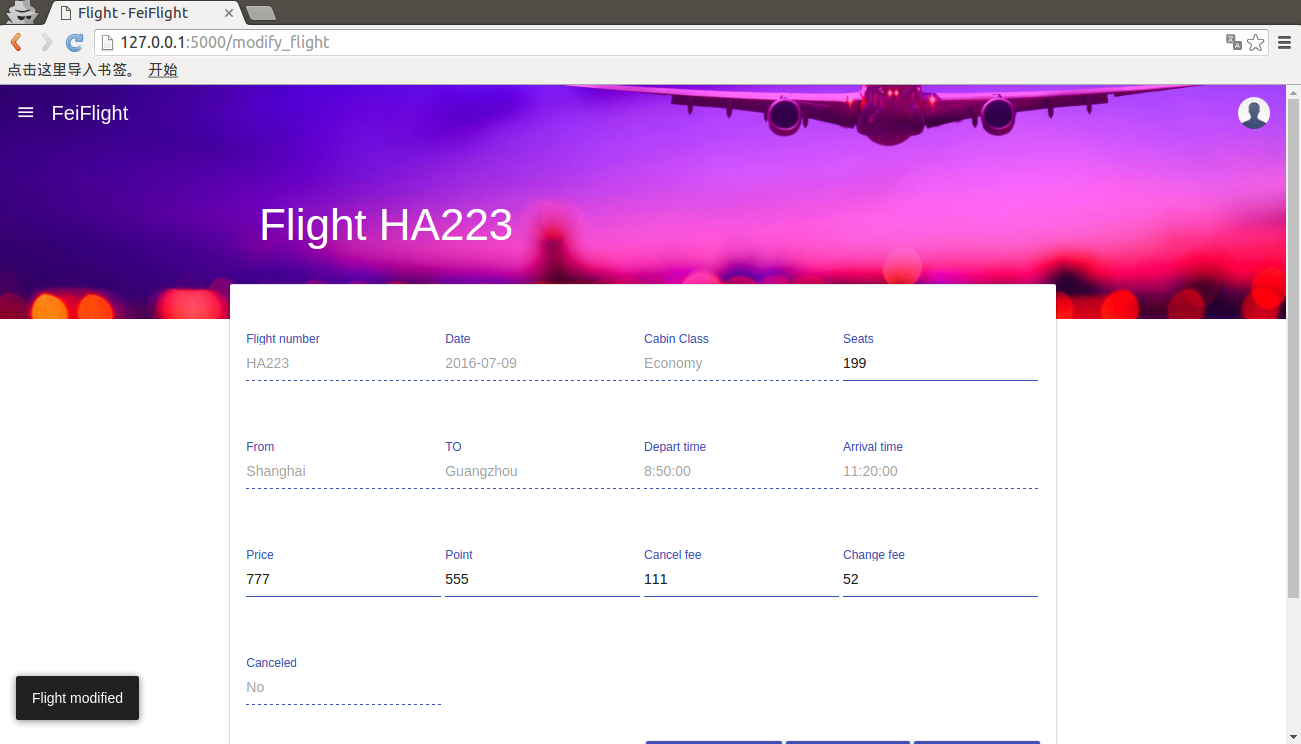 Flight - FeiFlight
127.0.0.1:5000/modify_flight
点击这里导入书签。 开始
FeiFlight
Flight HA223
Flight number Date Cabin Class Seats
HA223 2016-07-09 Economy 199
From TO Depart time Arrival time
Shanghai Guangzhou 8:50:00 11:20:00
Price Point Cancel fee Change fee
777 555 111 52
Canceled
No
Flight modified